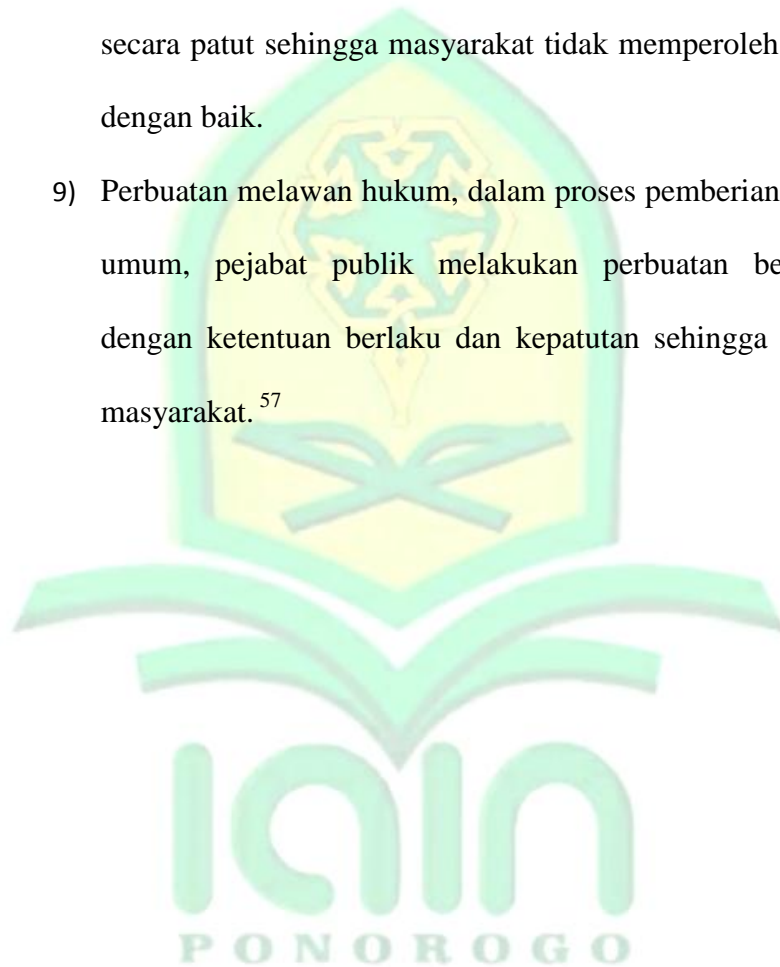 secara patut sehingga masyarakat tidak memperoleh
dengan baik.
9) Perbuatan melawan hukum, dalam proses pemberian
umum, pejabat publik melakukan perbuatan be
dengan ketentuan berlaku dan kepatutan sehingga
masyarakat. 57
IAIN
PONOROGO